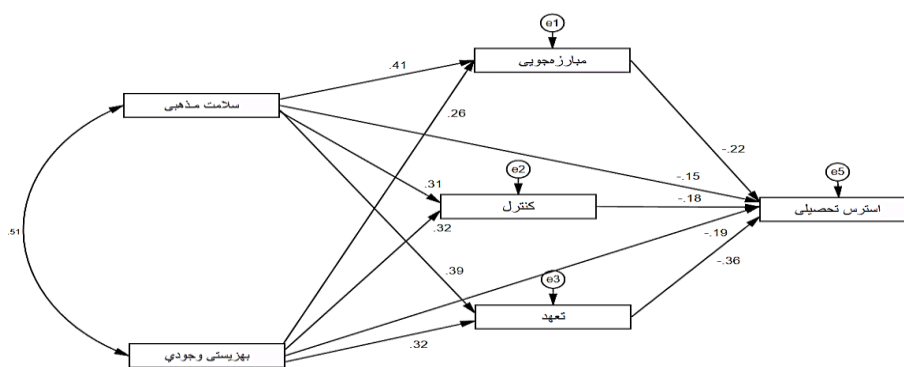 e1
مبارزه‌جویی
.41
سلامت مذهبی
.26
-.22
e2
e5
.31
-.15
کنترل
-.18
استرس تحصیلی
.51
.32
-.19
.39
-.36
e3
تعهد
.32
بهزیستی وجودي